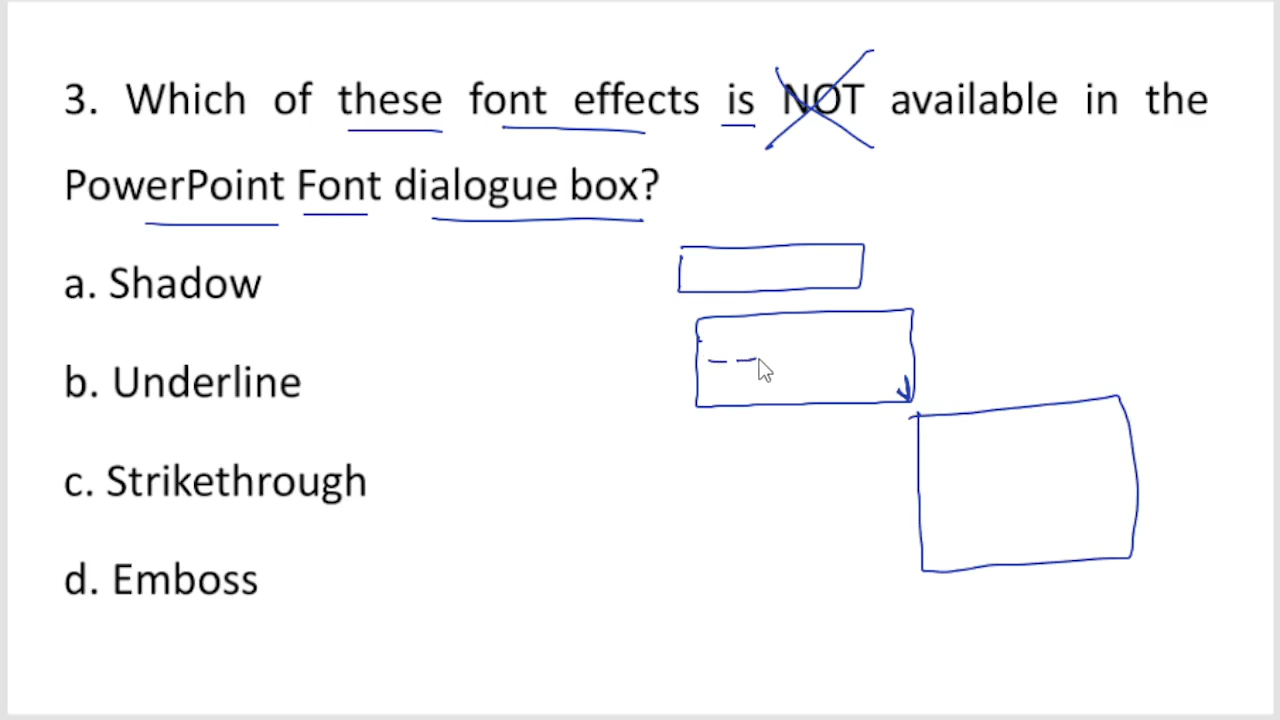 3. Which of these font effects is NOT available in the
PowerPoint Font dialogue box?
a. Shadow
b. Underline
c. Strikethrough
d. Emboss